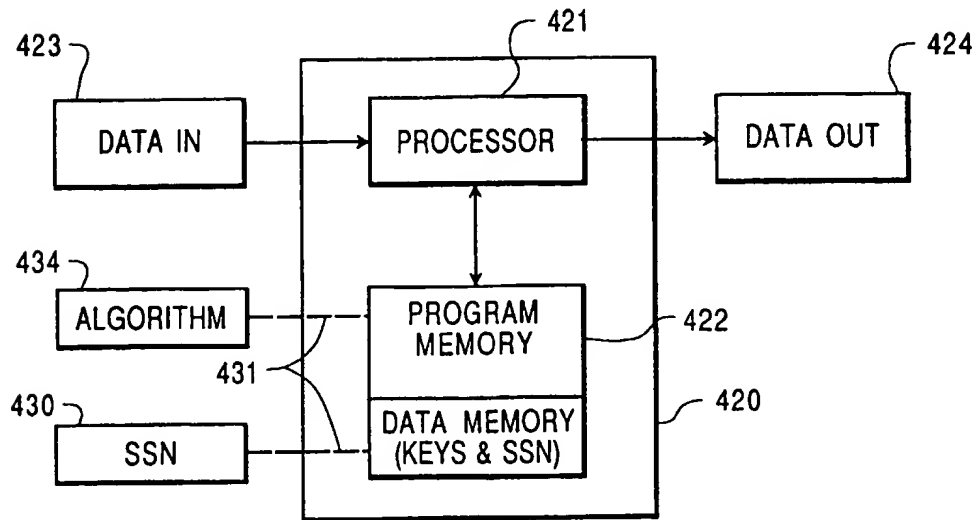 421
423
424
DATA IN
PROCESSOR
DATA OUT
434
ALGORITHM
PROGRAM
MEMORY
422
431
430
SSN
DATA MEMORY
(KEYS & SSN)
420